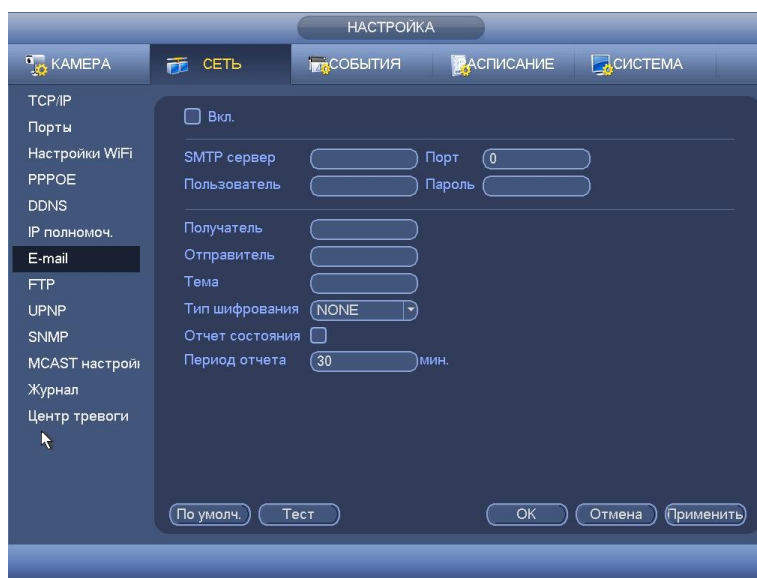 НАСТРОЙКА
КАМЕРА СЕТЬ СОБЫТИЯ РАСПИСАНИЕ СИСТЕМА
TCP/IP
Порты
Настройки WiFi
PPPOE
DDNS
IP полномоч.
E-mail
FTP
UPNP
SNMP
MCAST настрой
Журнал
Центр тревоги
Вкл.
SMTP сервер Порт 0
Пользователь Пароль
Получатель
Отправитель
Тема
Тип шифрования NONE
Отчет состояния
Период отчета 30 мин.
По умолч. Тест OK Отмена Применить